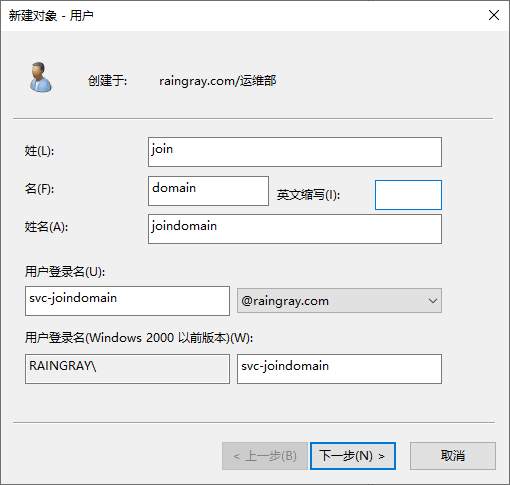 新建对象 - 用户
创建于: raingray.com/运维部
姓(L): join
名(F): domain 英文缩写(I):
姓名(A): joindomain
用户登录名(U):
svc-joindomain @raingray.com
用户登录名(Windows 2000 以前版本)(W):
RAINGRAY\ svc-joindomain
< 上一步(B) 下一步(N) > 取消